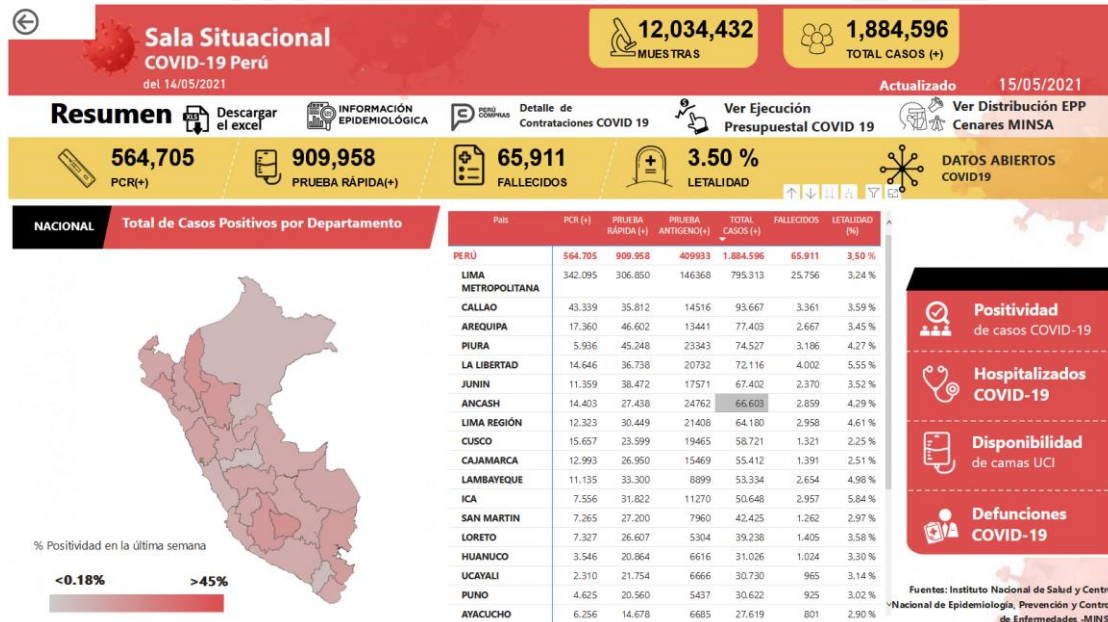 Sala Situacional
COVID-19 Perú
del 14/05/2021
12,034,432
MUESTRAS
1,884,596
TOTAL CASOS (+)
Actualizado 15/05/2021
Resumen
XLS
Descargar
el excel
INFORMACIÓN
EPIDEMIOLÓGICA
PERÚ
COMPRAS
Detalle de
Contrataciones COVID 19
Ver Ejecución
Presupuestal COVID 19
Ver Distribución EPP
Cenares MINSA
564,705
PCR(+)
909,958
PRUEBA RÁPIDA(+)
65,911
FALLECIDOS
3.50 %
LETALIDAD
DATOS ABIERTOS
COVID19
NACIONAL
Total de Casos Positivos por Departamento
% Positividad en la última semana
<0.18% >45%
Pais PCR (+) PRUEBA RÁPIDA (+) PRUEBA ANTIGENO(+) TOTAL CASOS (+) FALLECIDOS LETALIDAD (%)
PERÚ 564.705 909.958 409933 1.884.596 65.911 3,50 %
LIMA METROPOLITANA 342.095 306.850 146368 795.313 25.756 3,24 %
CALLAO 43.339 35.812 14516 93.667 3.361 3.59 %
AREQUIPA 17.360 46.602 13441 77.403 2.667 3.45 %
PIURA 5.936 45.248 23343 74.527 3.186 4,27 %
LA LIBERTAD 14.646 36.738 20732 72.116 4.002 5.55 %
JUNIN 11.359 38.472 17571 67.402 2.370 3.52 %
ANCASH 14.403 27.438 24762 66.603 2.859 4.29 %
LIMA REGIÓN 12.323 30.449 21408 64.180 2.958 4,61 %
CUSCO 15.657 23.599 19465 58.721 1.321 2.25 %
CAJAMARCA 12.993 26.950 15469 55.412 1.391 2.51 %
LAMBAYEQUE 11.135 33.300 8899 53.334 2.654 4.98 %
ICA 7.556 31.822 11270 50.648 2.957 5,84 %
SAN MARTIN 7.265 27.200 7960 42.425 1.262 2.97 %
LORETO 7.327 26.607 5304 39.238 1.405 3.58 %
HUANUCO 3.546 20.864 6616 31.026 1.024 3.30 %
UCAYALI 2.310 21.754 6666 30.730 965 3,14 %
PUNO 4.625 20.560 5437 30.622 925 3.02 %
AYACUCHO 6.256 14.678 6685 27.619 801 2.90 %
Positividad
de casos COVID-19
Hospitalizados
COVID-19
Disponibilidad
de camas UCI
Defunciones
COVID-19
Fuentes: Instituto Nacional de Salud y Centr
Nacional de Epidemiología, Prevención y Contro
de Enfermedades -MINS